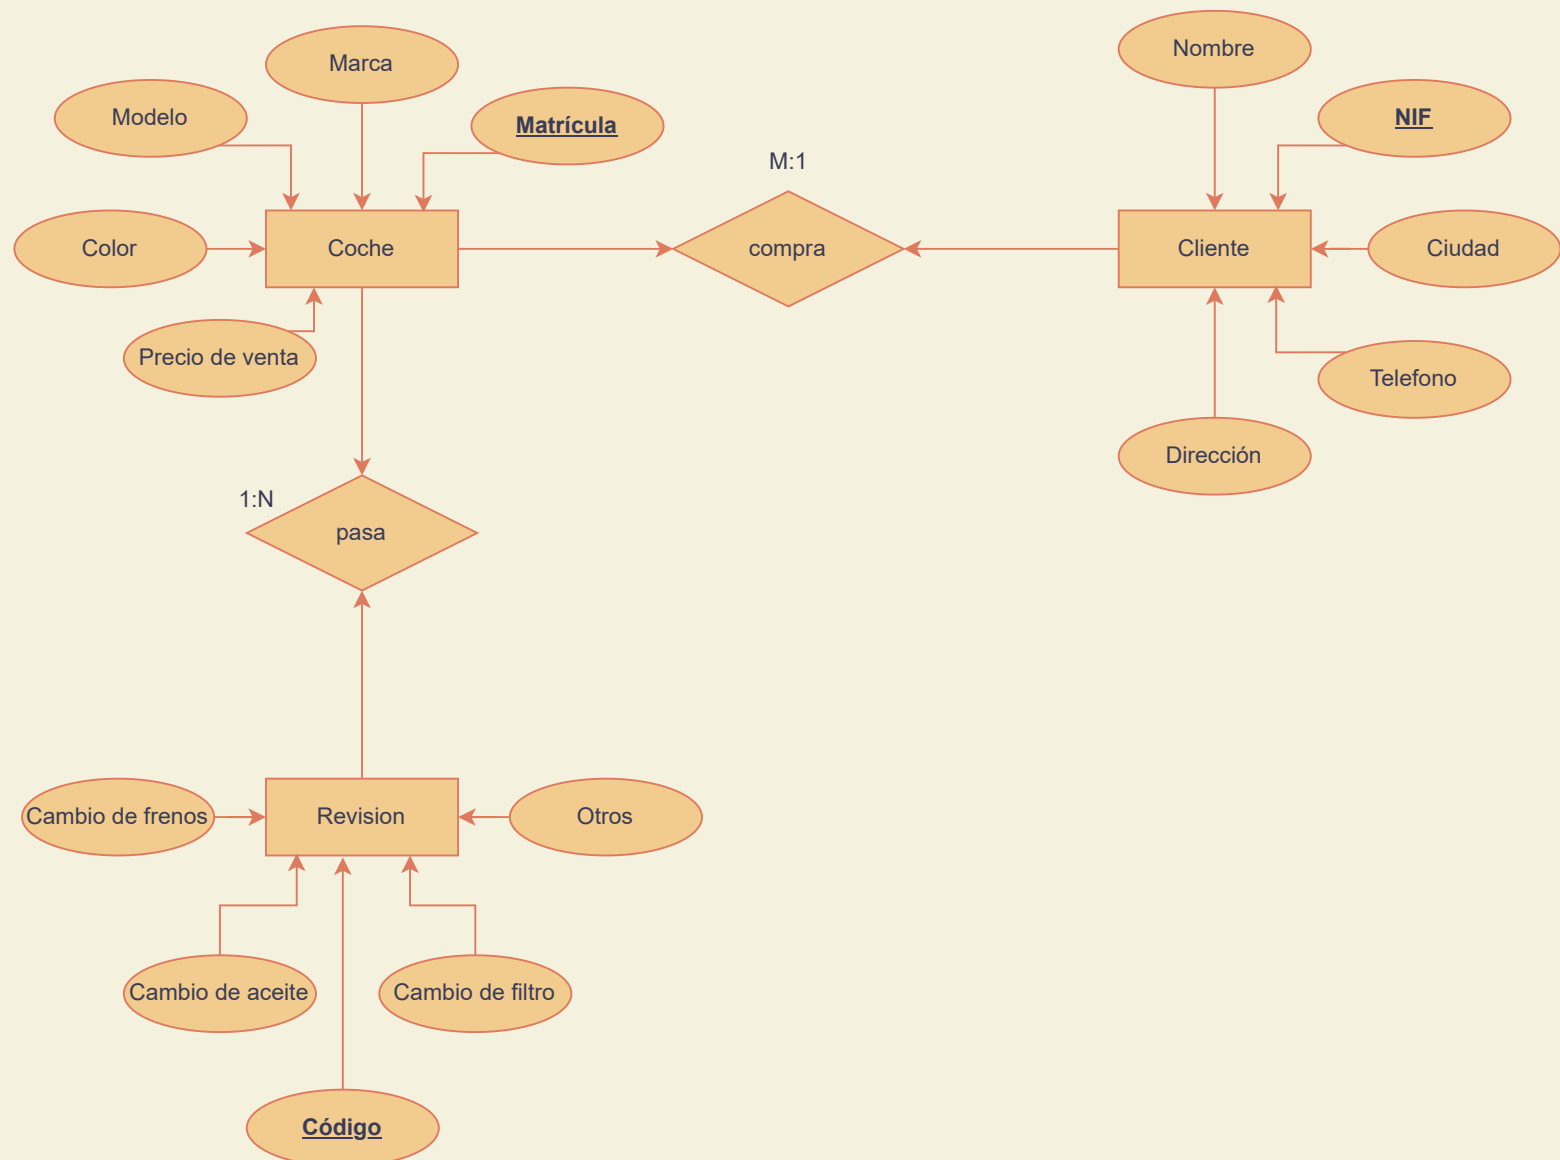 Nombre
Marca
Modelo
Matrícula
NIF
M:1
Color
Coche
compra
Cliente
Ciudad
Precio de venta
Telefono
Dirección
1:N
pasa
Cambio de frenos
Revision
Otros
Cambio de aceite
Cambio de filtro
Código